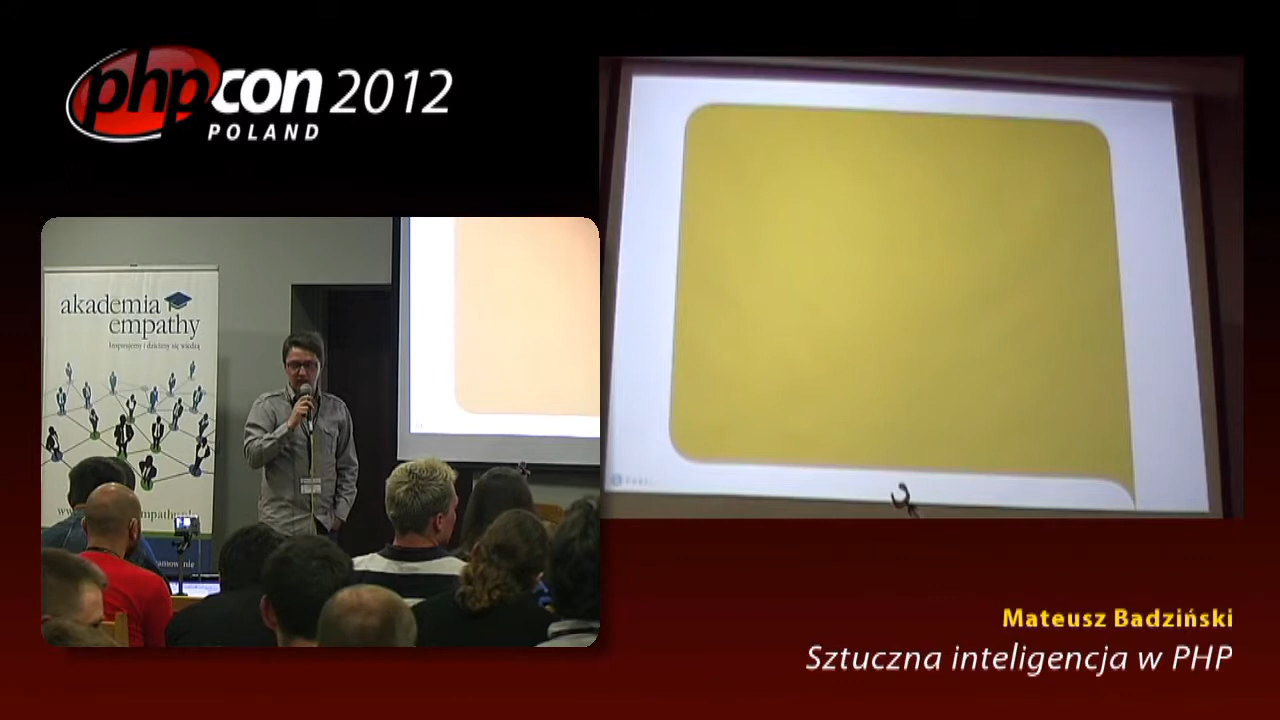 phpcon 2012
POLAND
akademia
empathy
Inspirujemy i dzielimy się wiedzą
Mateusz Badziński
Sztuczna inteligencja w PHP